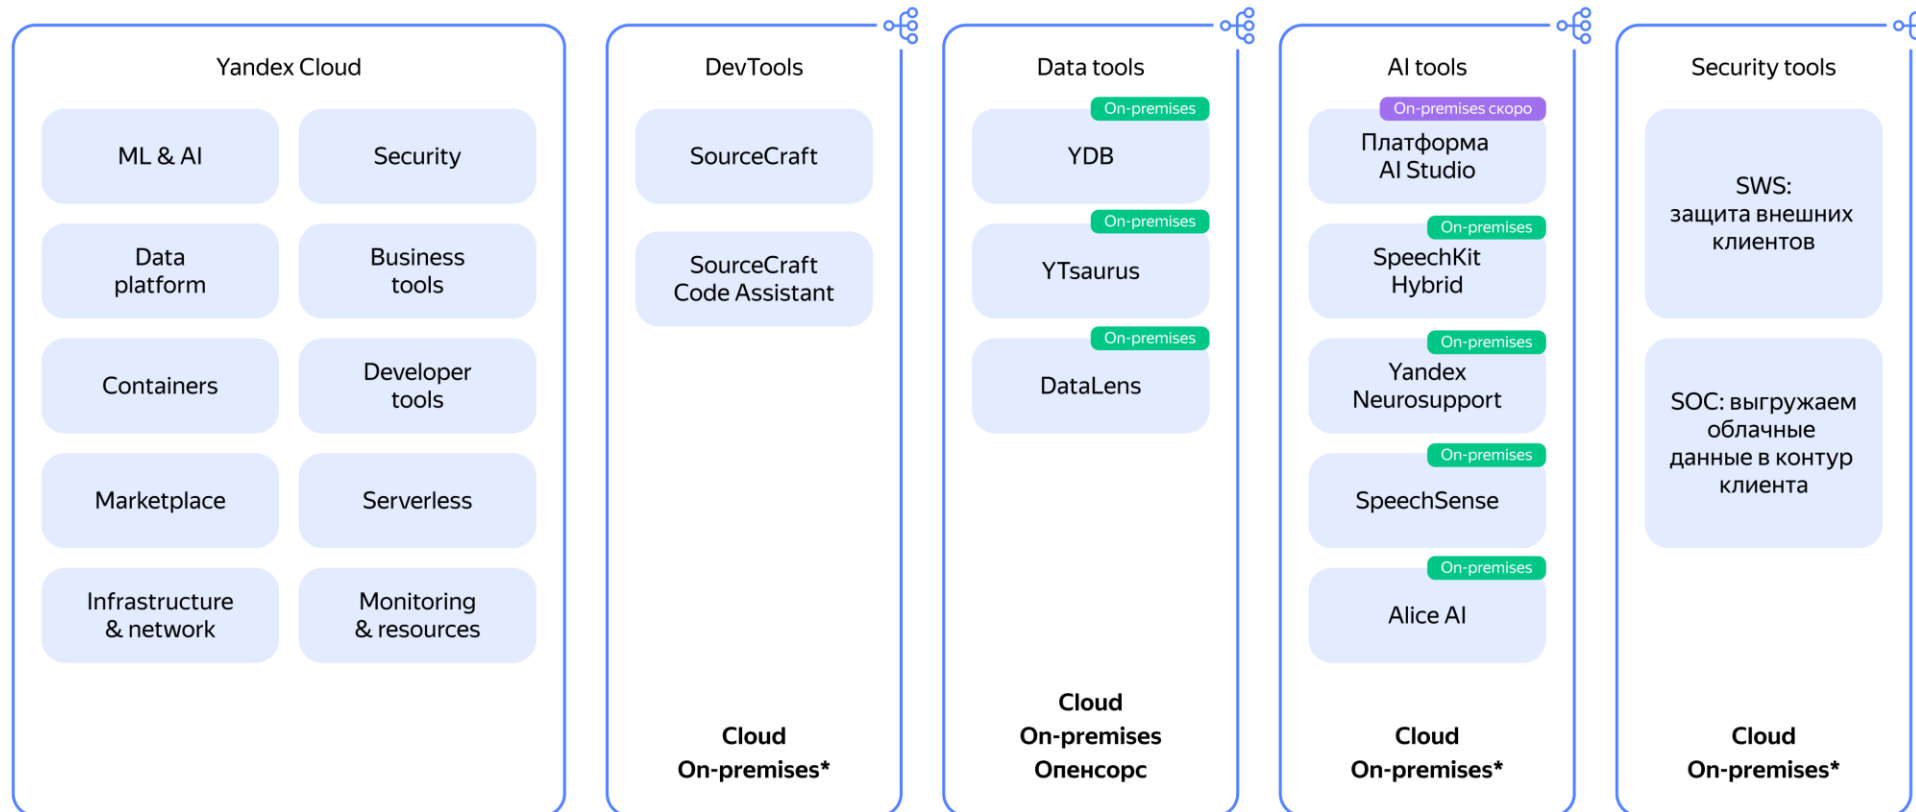 Yandex Cloud
ML & AI
Security
Data
platform
Business
tools
Containers
Developer
tools
Marketplace
Serverless
Infrastructure
& network
Monitoring
& resources
DevTools
SourceCraft
SourceCraft
Code Assistant
Cloud
On-premises*
Data tools
On-premises
YDB
On-premises
YTsaurus
On-premises
DataLens
Cloud
On-premises
Опенсорс
AI tools
On-premises скоро
Платформа
AI Studio
On-premises
SpeechKit
Hybrid
On-premises
Yandex
Neurosupport
On-premises
SpeechSense
On-premises
Alice AI
Cloud
On-premises*
Security tools
SWS:
защита внешних
клиентов
SOC: выгружаем
облачные
данные в контур
клиента
Cloud
On-premises*